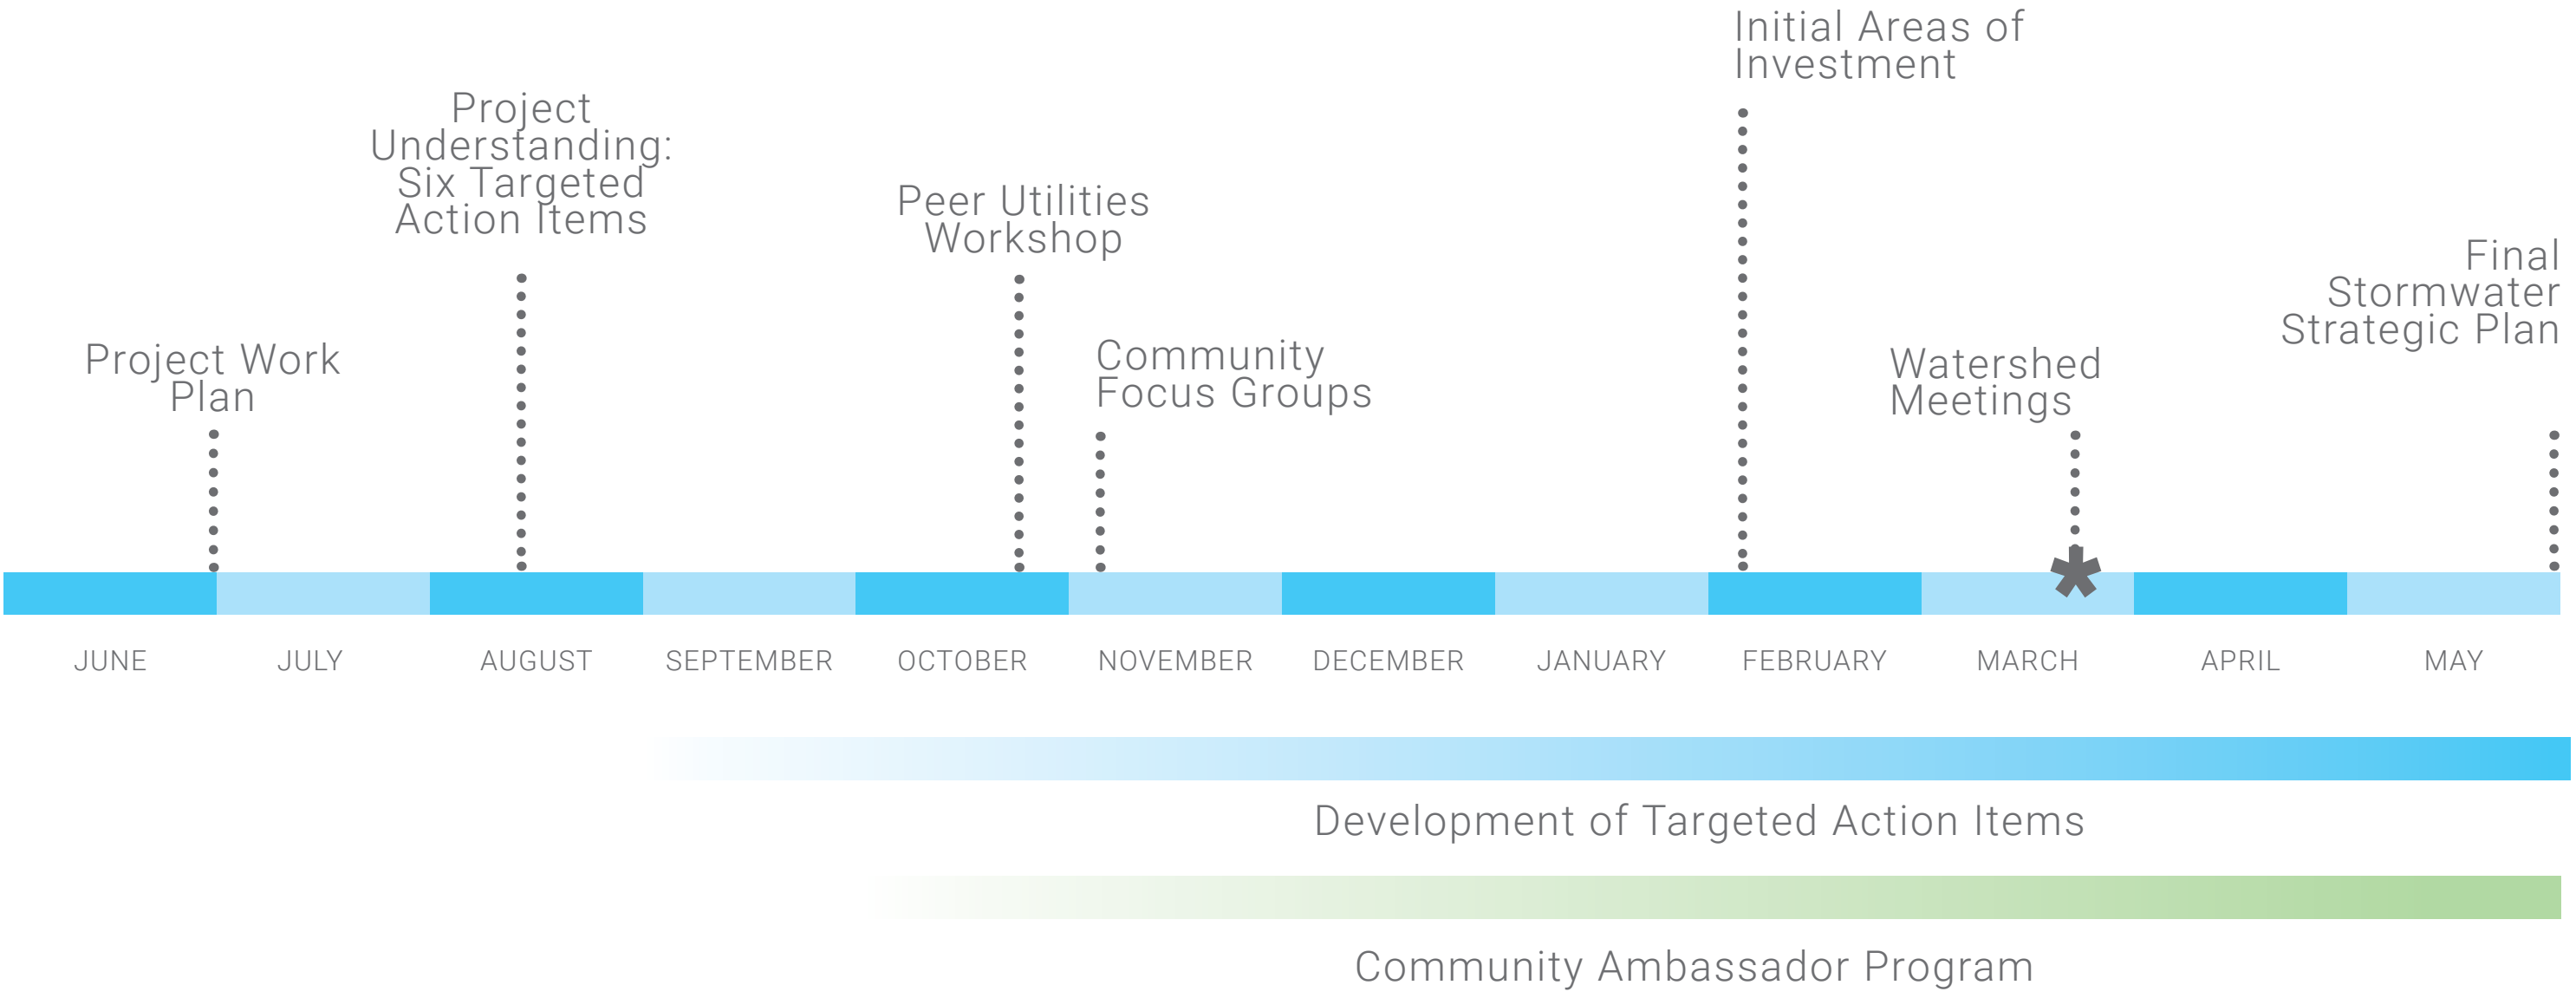 Initial Areas of
Investment
Project
Understanding:
Six Targeted
Action Items
Peer Utilities
Workshop
Final
Stormwater
Strategic Plan
Project Work
Plan
Community
Focus Groups
Watershed
Meetings
*
JUNE
JULY
AUGUST
SEPTEMBER
OCTOBER
NOVEMBER
DECEMBER
JANUARY
FEBRUARY
MARCH
APRIL
MAY
Development of Targeted Action Items
Community Ambassador Program